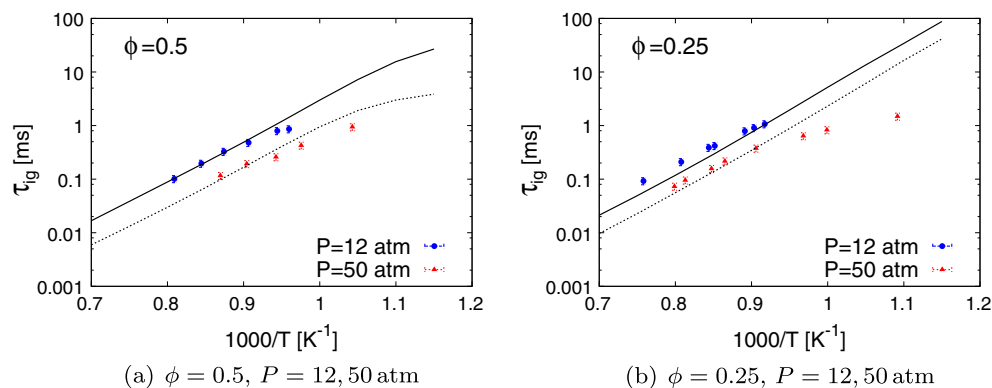 100
10
1
0.1
0.01
0.001
τig [ms]
ϕ=0.5
P=12 atm
P=50 atm
0.7 0.8 0.9 1 1.1 1.2
1000/T [K⁻¹]
(a) ϕ = 0.5, P = 12, 50 atm
100
10
1
0.1
0.01
0.001
τig [ms]
ϕ=0.25
P=12 atm
P=50 atm
0.7 0.8 0.9 1 1.1 1.2
1000/T [K⁻¹]
(b) ϕ = 0.25, P = 12, 50 atm